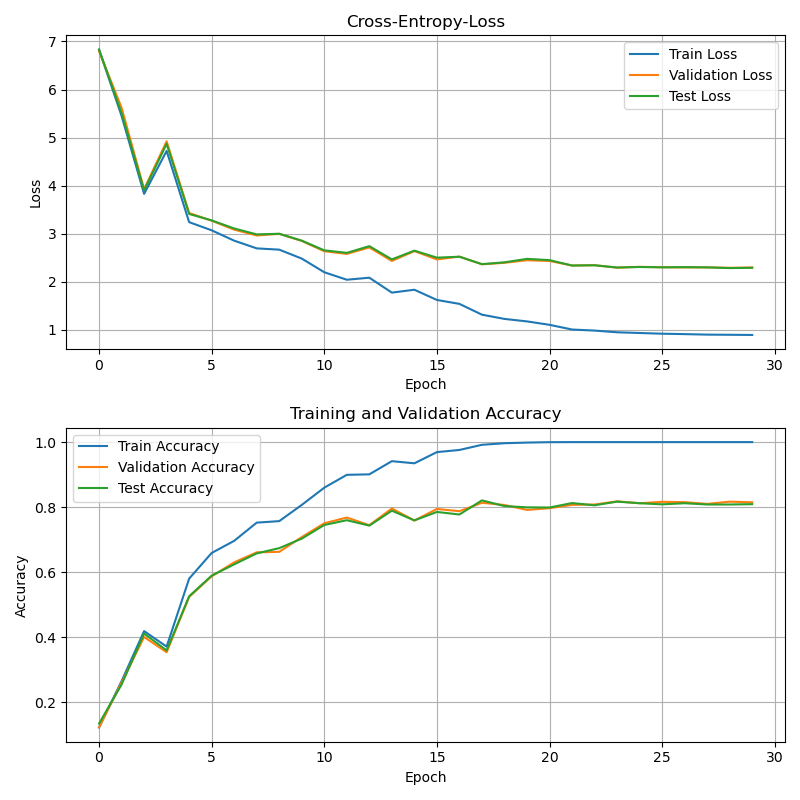 Cross-Entropy-Loss
7
6
5
4
3
2
1
Loss
Train Loss
Validation Loss
Test Loss
0
5
10
15
20
25
30
Epoch
Training and Validation Accuracy
1.0
0.8
0.6
0.4
0.2
Accuracy
Train Accuracy
Validation Accuracy
Test Accuracy
0
5
10
15
20
25
30
Epoch